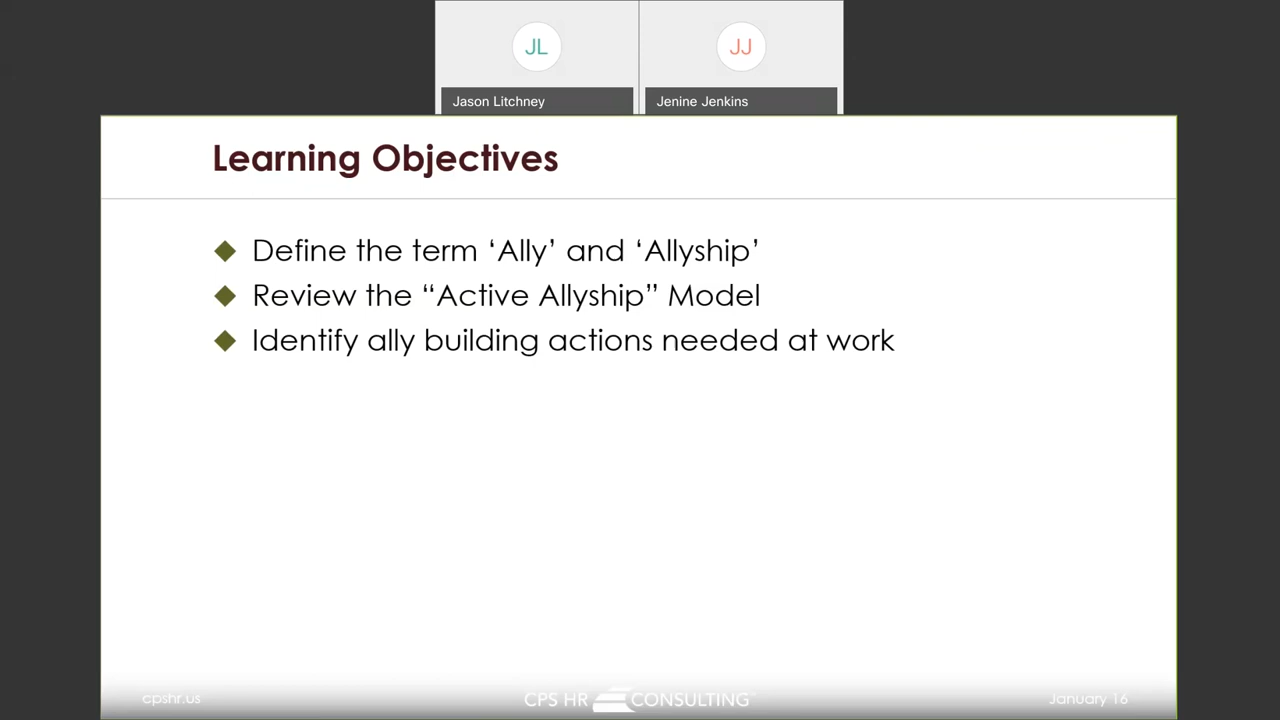 JL
JJ
Jason Litchney
Jenine Jenkins
Learning Objectives
Define the term ‘Ally’ and ‘Allyship’
Review the “Active Allyship” Model
Identify ally building actions needed at work
cpshr.us
CPS HR CONSULTING
January 16